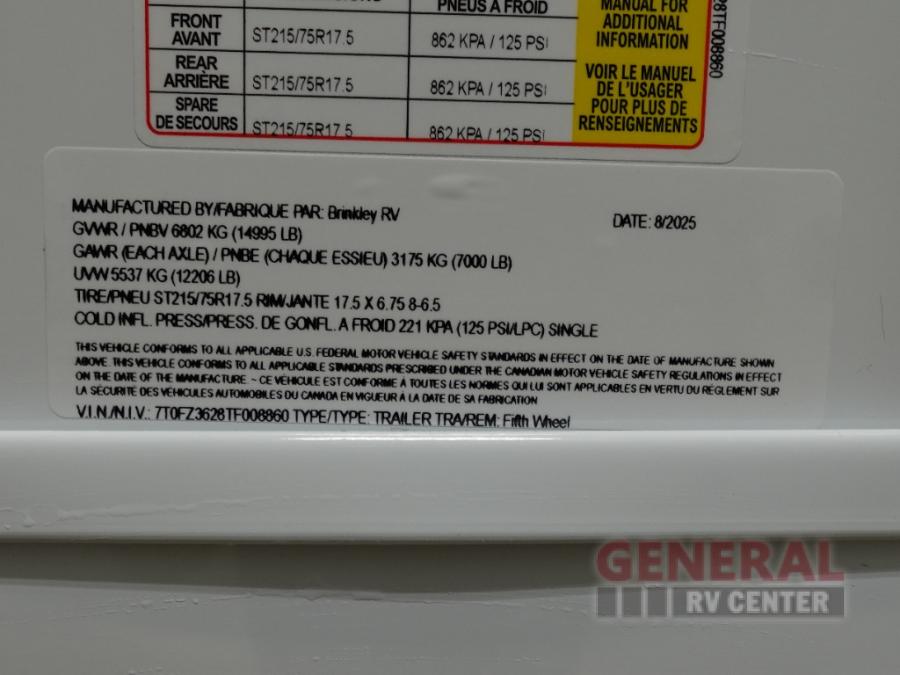 PNEUS À FROID
MANUAL FOR
ADDITIONAL
INFORMATION
FRONT
AVANT
ST215/75R17.5
862 KPA / 125 PSI
REAR
ARRIÈRE
ST215/75R17.5
862 KPA / 125 PSI
VOIR LE MANUEL
DE L'USAGER
POUR PLUS DE
RENSEIGNEMENTS
SPARE
DE SECOURS
ST215/75R17.5
862 KPA / 125 PSI
28TF008860
MANUFACTURED BY/FABRIQUE PAR: Brinkley RV
DATE: 8/2025
GVWR / PNBV 6802 KG (14995 LB)
GAWR (EACH AXLE) / PNBE (CHAQUE ESSIEU) 3175 KG (7000 LB)
UVW 5537 KG (12206 LB)
TIRE/PNEU ST215/75R17.5 RIM/JANTE 17.5 X 6.75 8-6.5
COLD INFL. PRESS/PRESS. DE GONFL. A FROID 221 KPA (125 PSI/LPC) SINGLE
THIS VEHICLE CONFORMS TO ALL APPLICABLE U.S. FEDERAL MOTOR VEHICLE SAFETY STANDARDS IN EFFECT ON THE DATE OF MANUFACTURE SHOWN
ABOVE. THIS VEHICLE CONFORMS TO ALL APPLICABLE STANDARDS PRESCRIBED UNDER THE CANADIAN MOTOR VEHICLE SAFETY REGULATIONS IN EFFECT
ON THE DATE OF THE MANUFACTURE. ~ CE VEHICULE EST CONFORME À TOUTES LES NORMES QUI LUI SONT APPLICABLES EN VERTU DU RÉGLEMENT SUR
LA SÉCURITÉ DES VÉHICULES AUTOMOBILES DU CANADA EN VIGUEUR À LA DATE DE SA FABRICATION
V.I.N./N.I.V.: 7T0FZ3628TF008860 TYPE/TYPE: TRAILER TRA/REM: Fifth Wheel
GENERAL
RV CENTER